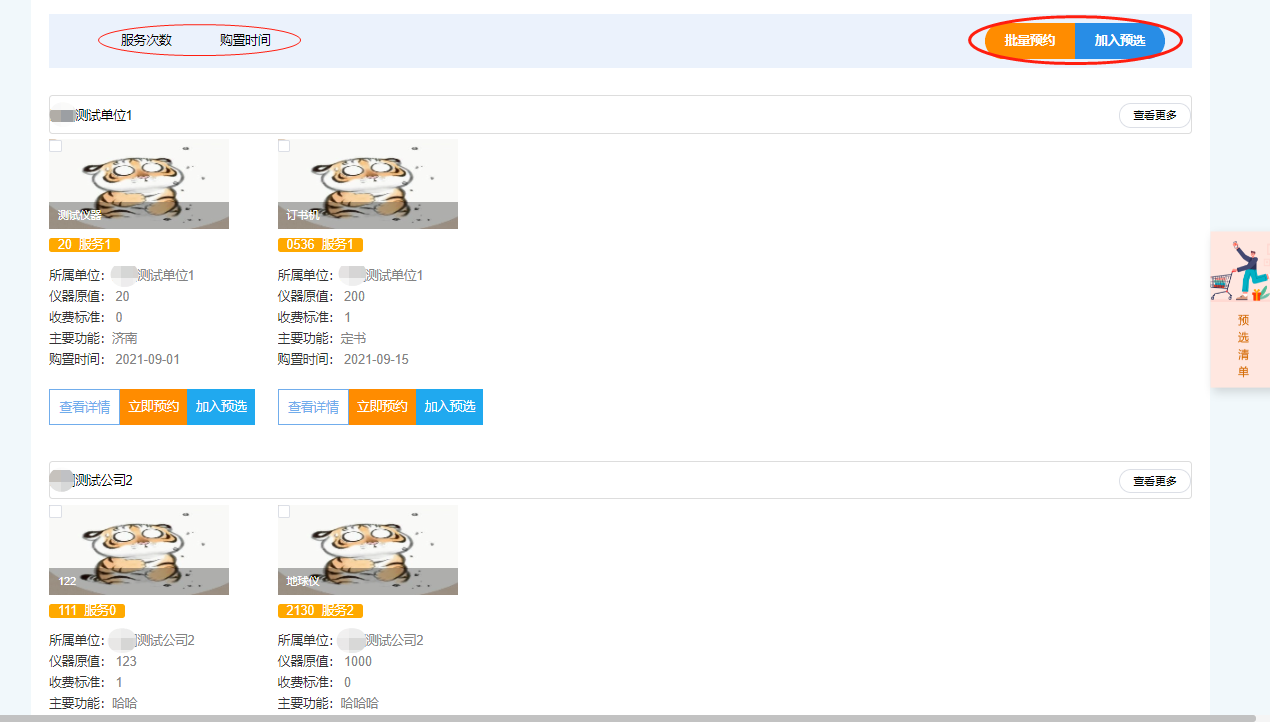 服务次数 购置时间 批量预约 加入预选
测试单位1 查看更多
测试仪器 订书机
20 服务1 0536 服务1
所属单位： 测试单位1 所属单位： 测试单位1
仪器原值： 20 仪器原值： 200
收费标准： 0 收费标准： 1
主要功能： 济南 主要功能： 定书
购置时间： 2021-09-01 购置时间： 2021-09-15
查看详情 立即预约 加入预选 查看详情 立即预约 加入预选
预选清单
测试公司2 查看更多
122 地球仪
111 服务0 2130 服务2
所属单位： 测试公司2 所属单位： 测试公司2
仪器原值： 123 仪器原值： 1000
收费标准： 1 收费标准： 0
主要功能： 哈哈 主要功能： 哈哈哈